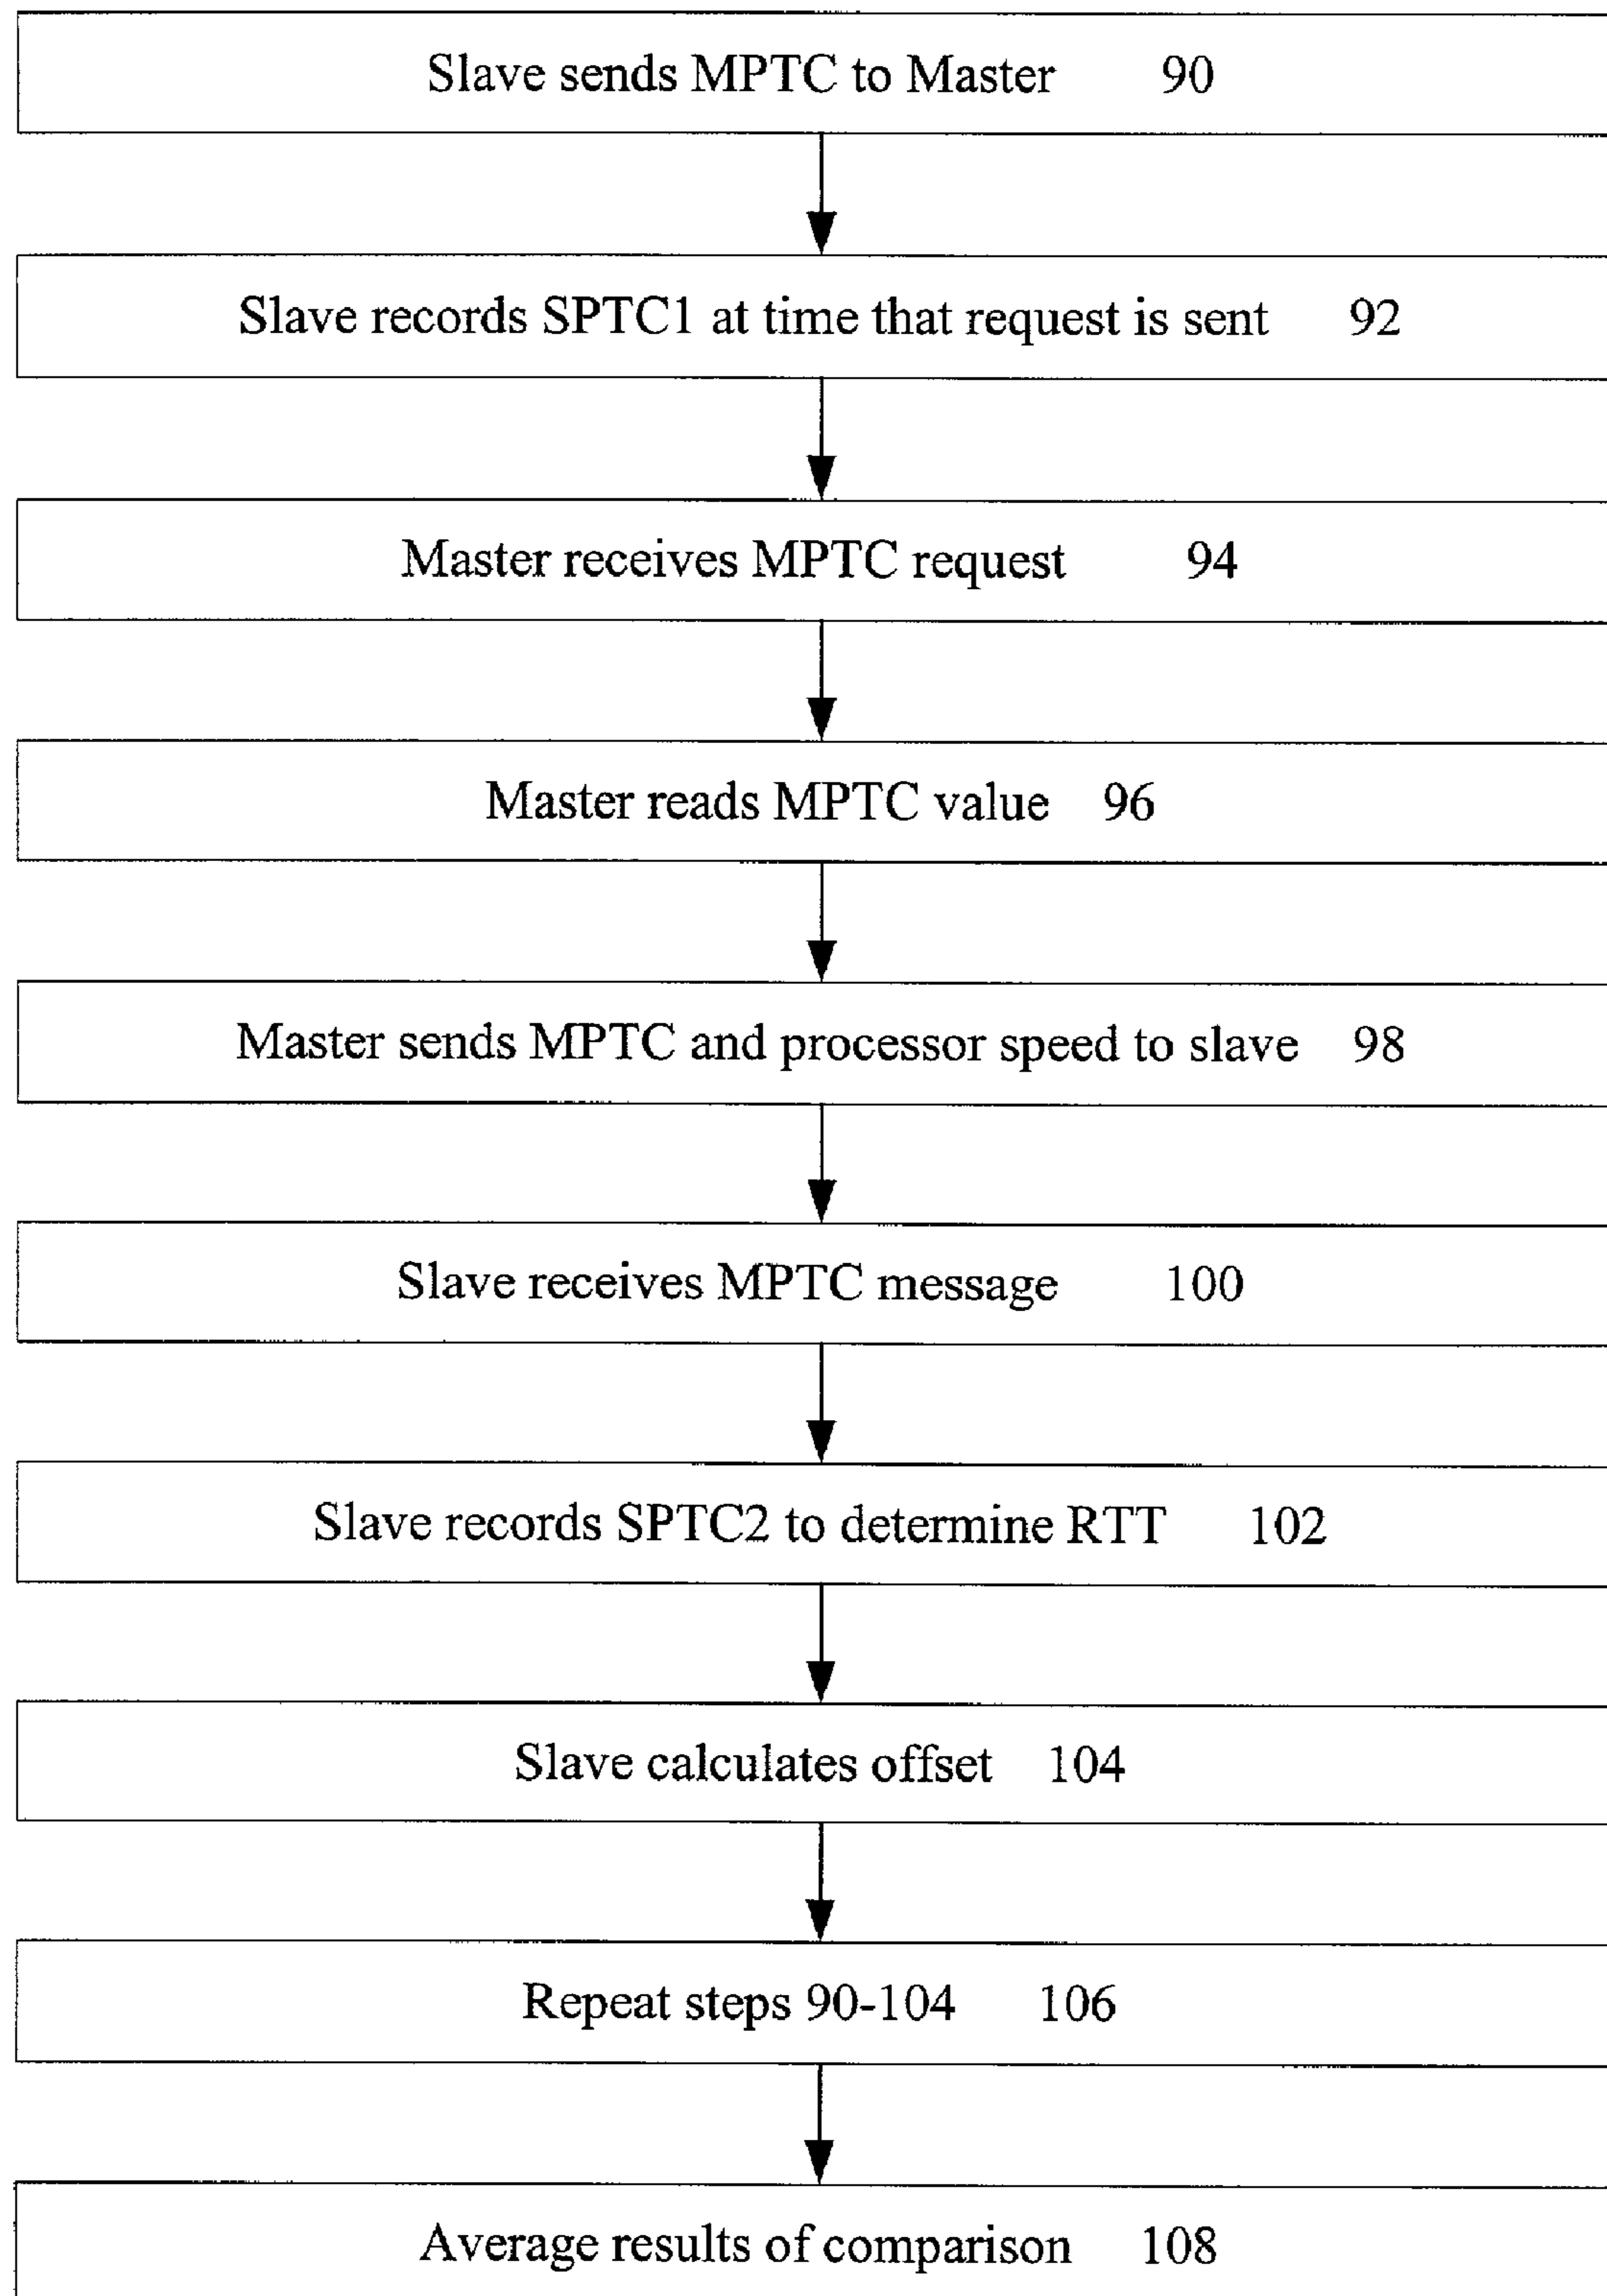 Slave sends MPTC to Master 90
Slave records SPTC1 at time that request is sent 92
Master receives MPTC request 94
Master reads MPTC value 96
Master sends MPTC and processor speed to slave 98
Slave receives MPTC message 100
Slave records SPTC2 to determine RTT 102
Slave calculates offset 104
Repeat steps 90-104 106
Average results of comparison 108